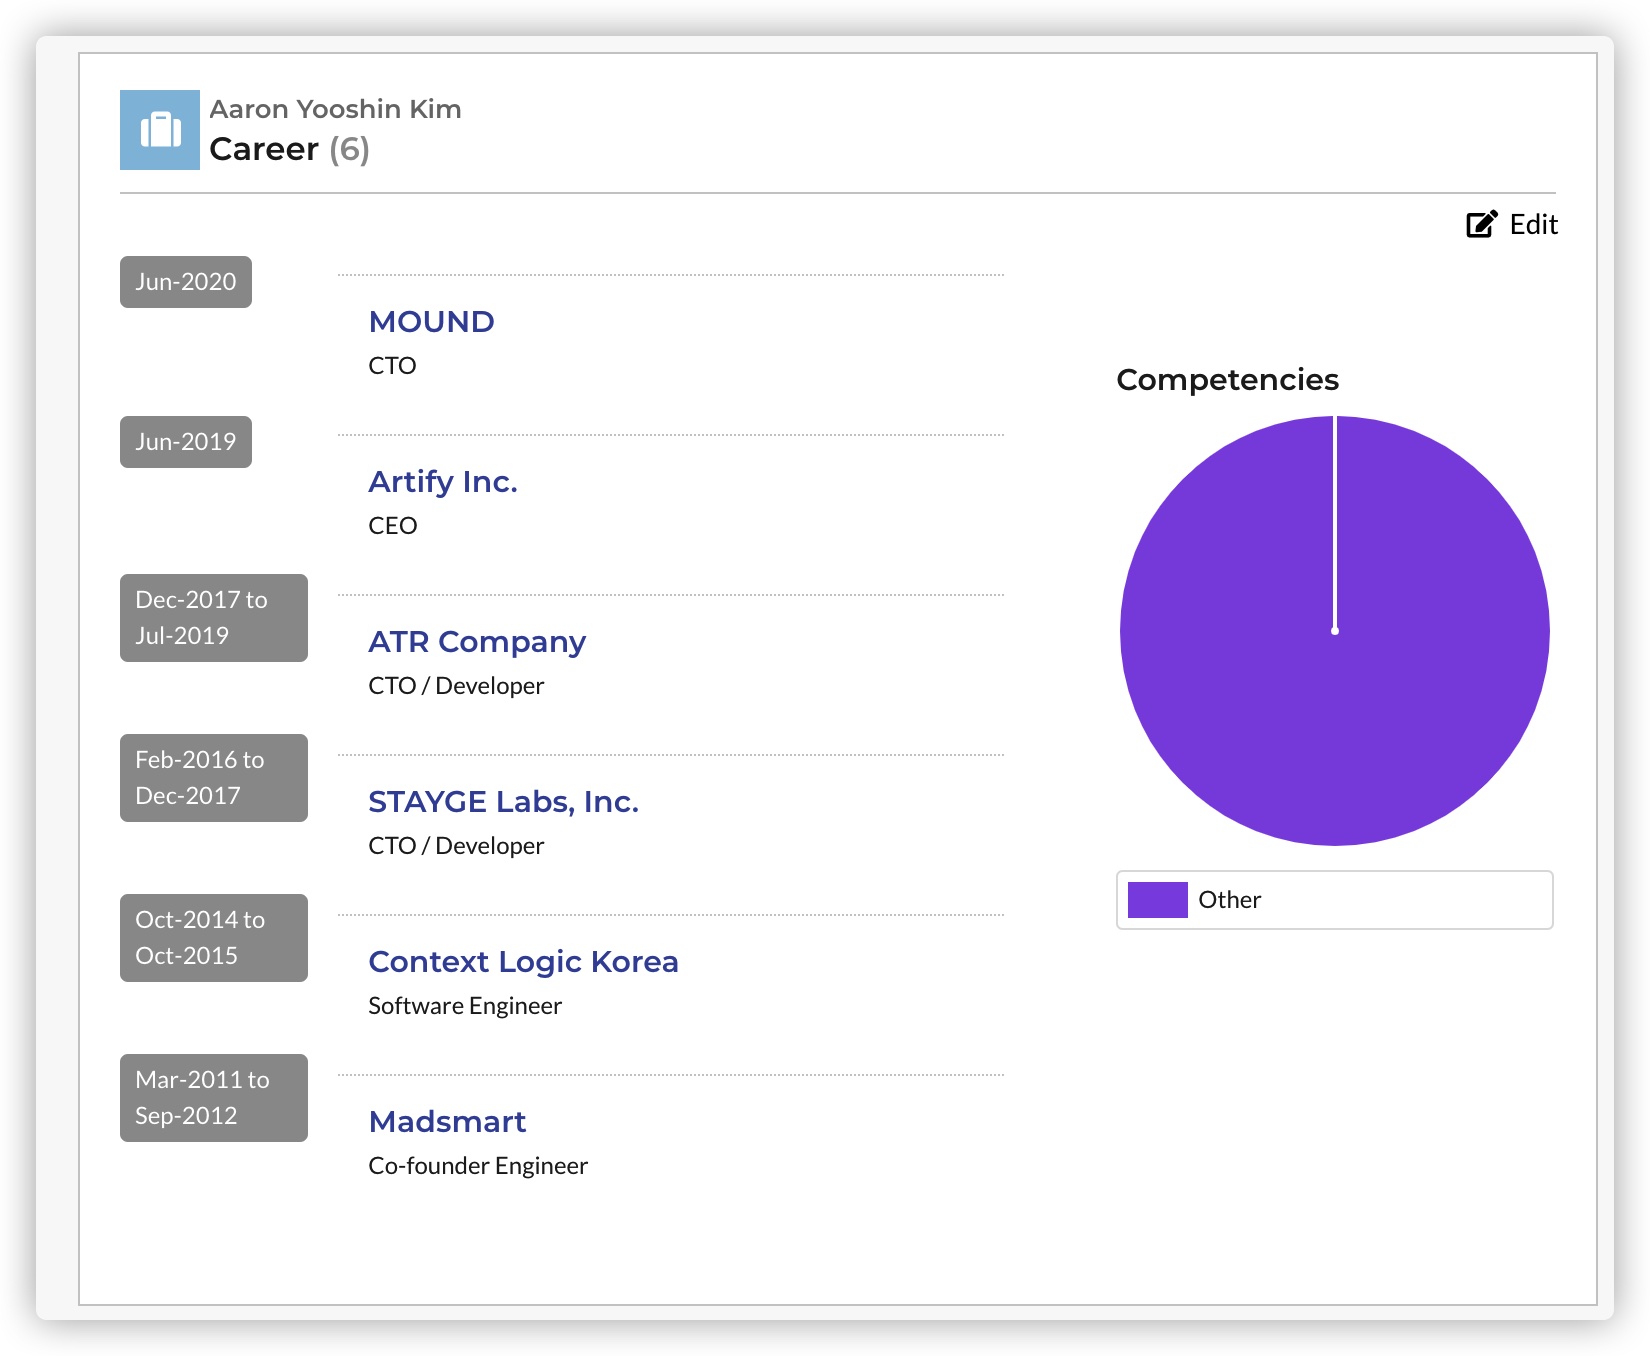 Aaron Yooshin Kim
Career (6)
Edit
Jun-2020
MOUND
CTO
Jun-2019
Artify Inc.
CEO
Dec-2017 to
Jul-2019
ATR Company
CTO / Developer
Feb-2016 to
Dec-2017
STAYGE Labs, Inc.
CTO / Developer
Oct-2014 to
Oct-2015
Context Logic Korea
Software Engineer
Mar-2011 to
Sep-2012
Madsmart
Co-founder Engineer
Competencies
Other